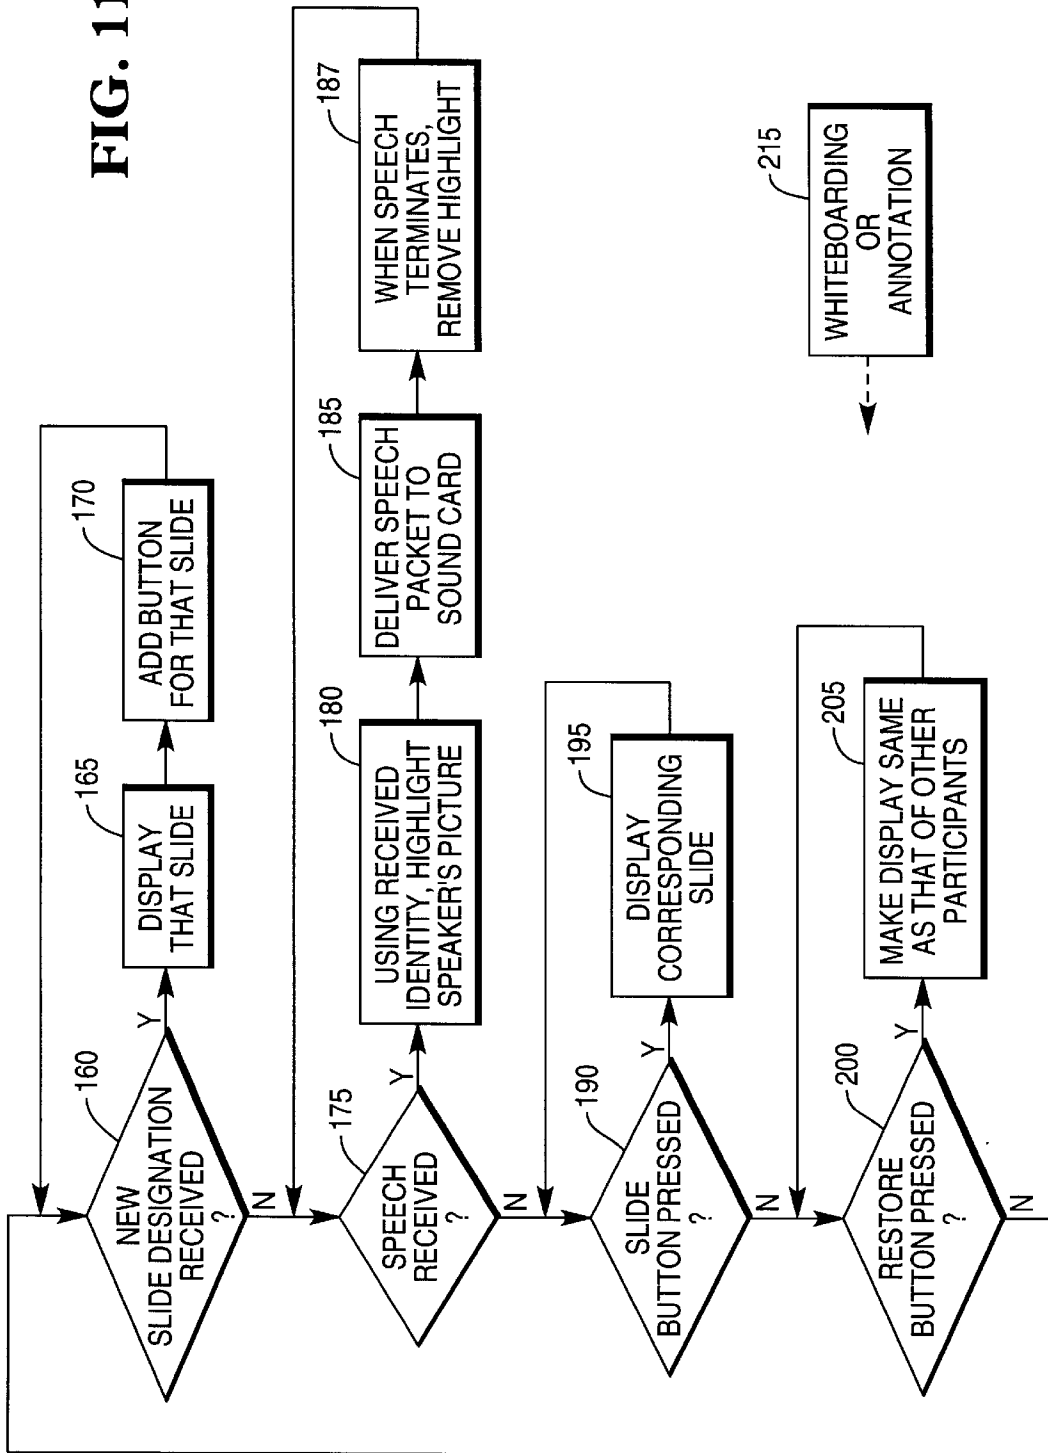 FIG. 11
NEW
SLIDE DESIGNATION
RECEIVED
?
160
Y
N
DISPLAY
THAT SLIDE
165
ADD BUTTON
FOR THAT SLIDE
170
SPEECH
RECEIVED
?
175
Y
N
USING RECEIVED
IDENTITY, HIGHLIGHT
SPEAKER'S PICTURE
180
DELIVER SPEECH
PACKET TO
SOUND CARD
185
WHEN SPEECH
TERMINATES,
REMOVE HIGHLIGHT
187
SLIDE
BUTTON PRESSED
?
190
Y
N
DISPLAY
CORRESPONDING
SLIDE
195
RESTORE
BUTTON PRESSED
?
200
Y
N
MAKE DISPLAY SAME
AS THAT OF OTHER
PARTICIPANTS
205
WHITEBOARDING
OR
ANNOTATION
215